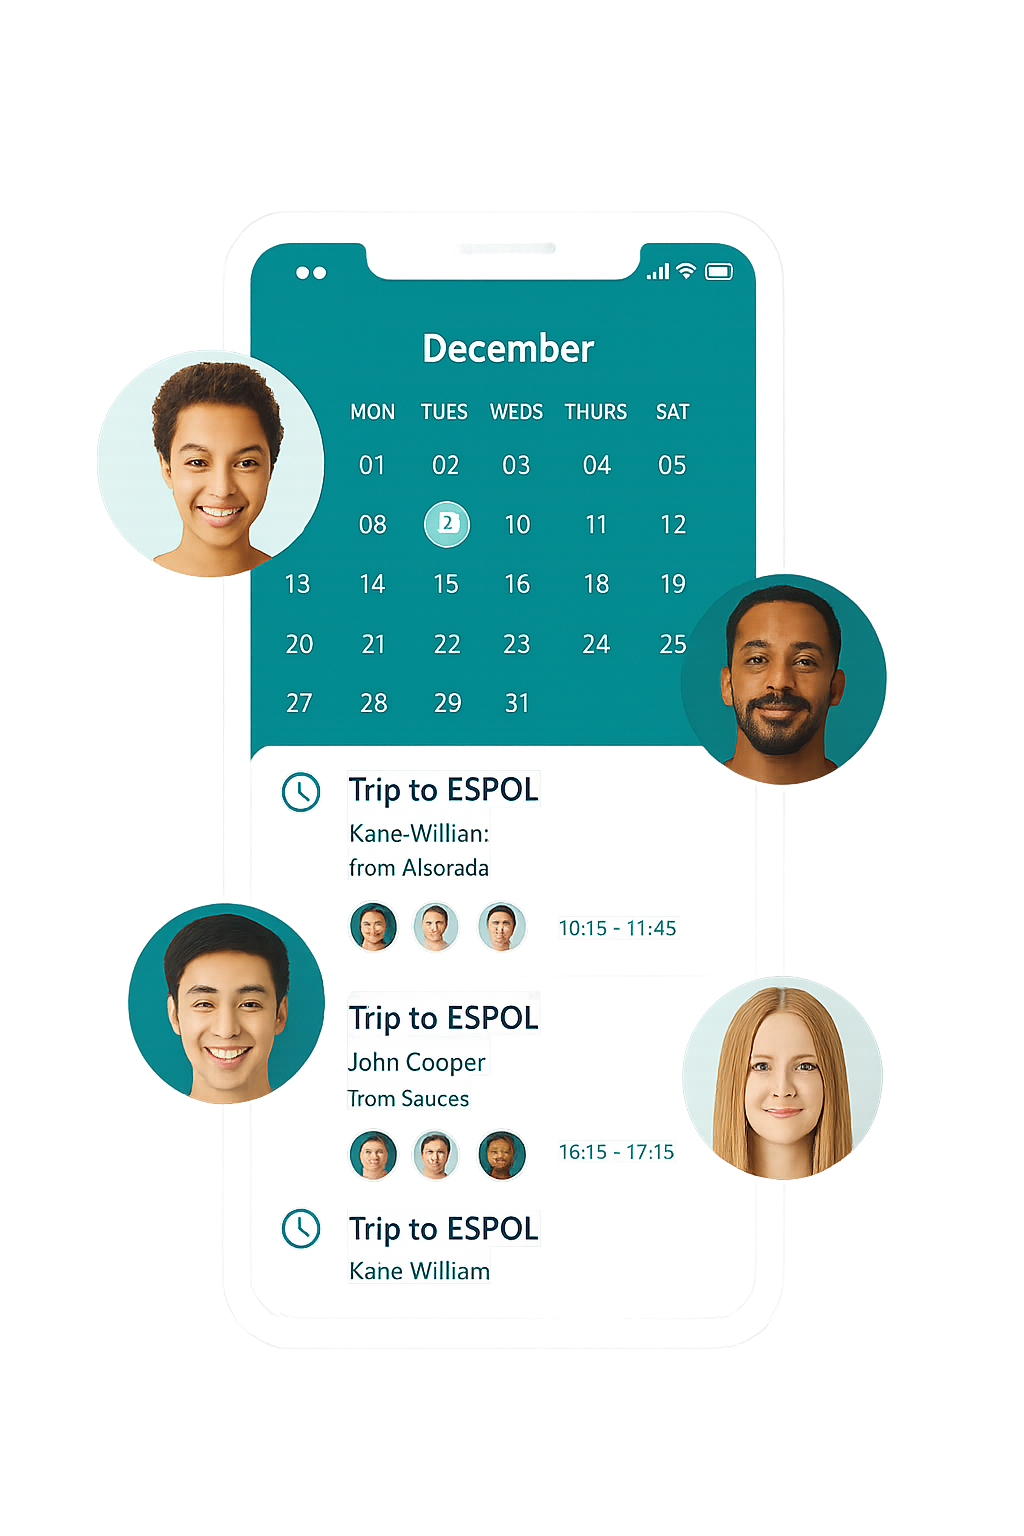 December
MON TUES WEDS THURS SAT
01 02 03 04 05
08 2 10 11 12
13 14 15 16 18 19
20 21 22 23 24 25
27 28 29 31
Trip to ESPOL
Kane-Willian:
from Alsorada
10:15 - 11:45
Trip to ESPOL
John Cooper
Trom Sauces
16:15 - 17:15
Trip to ESPOL
Kane William